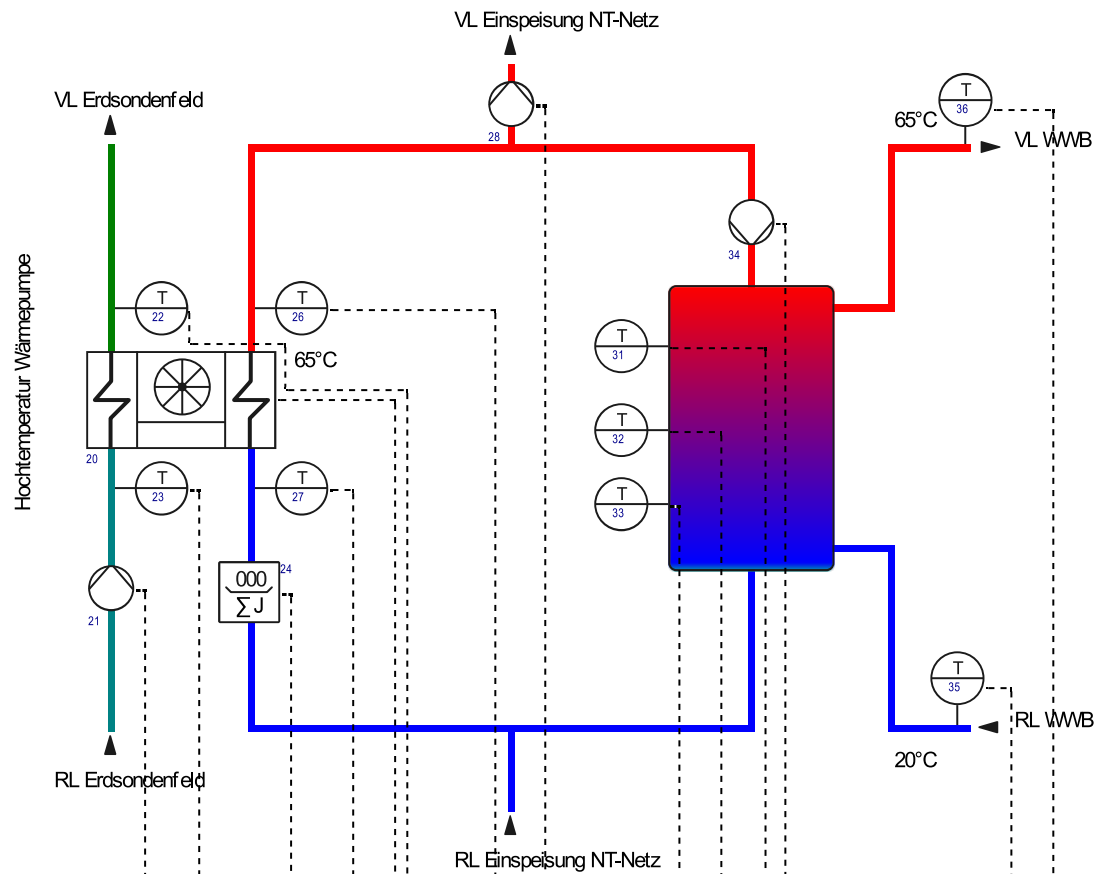 VL Einspeisung NT-Netz
VL Erdsondenfeld
T
36
65°C
VL WWB
28
34
Hochtemperatur Wärmepumpe
T
22
T
26
65°C
T
31
T
32
20
T
23
T
27
T
33
000
∑J
24
21
T
35
RL WWB
20°C
RL Erdsondenfeld
RL Einspeisung NT-Netz